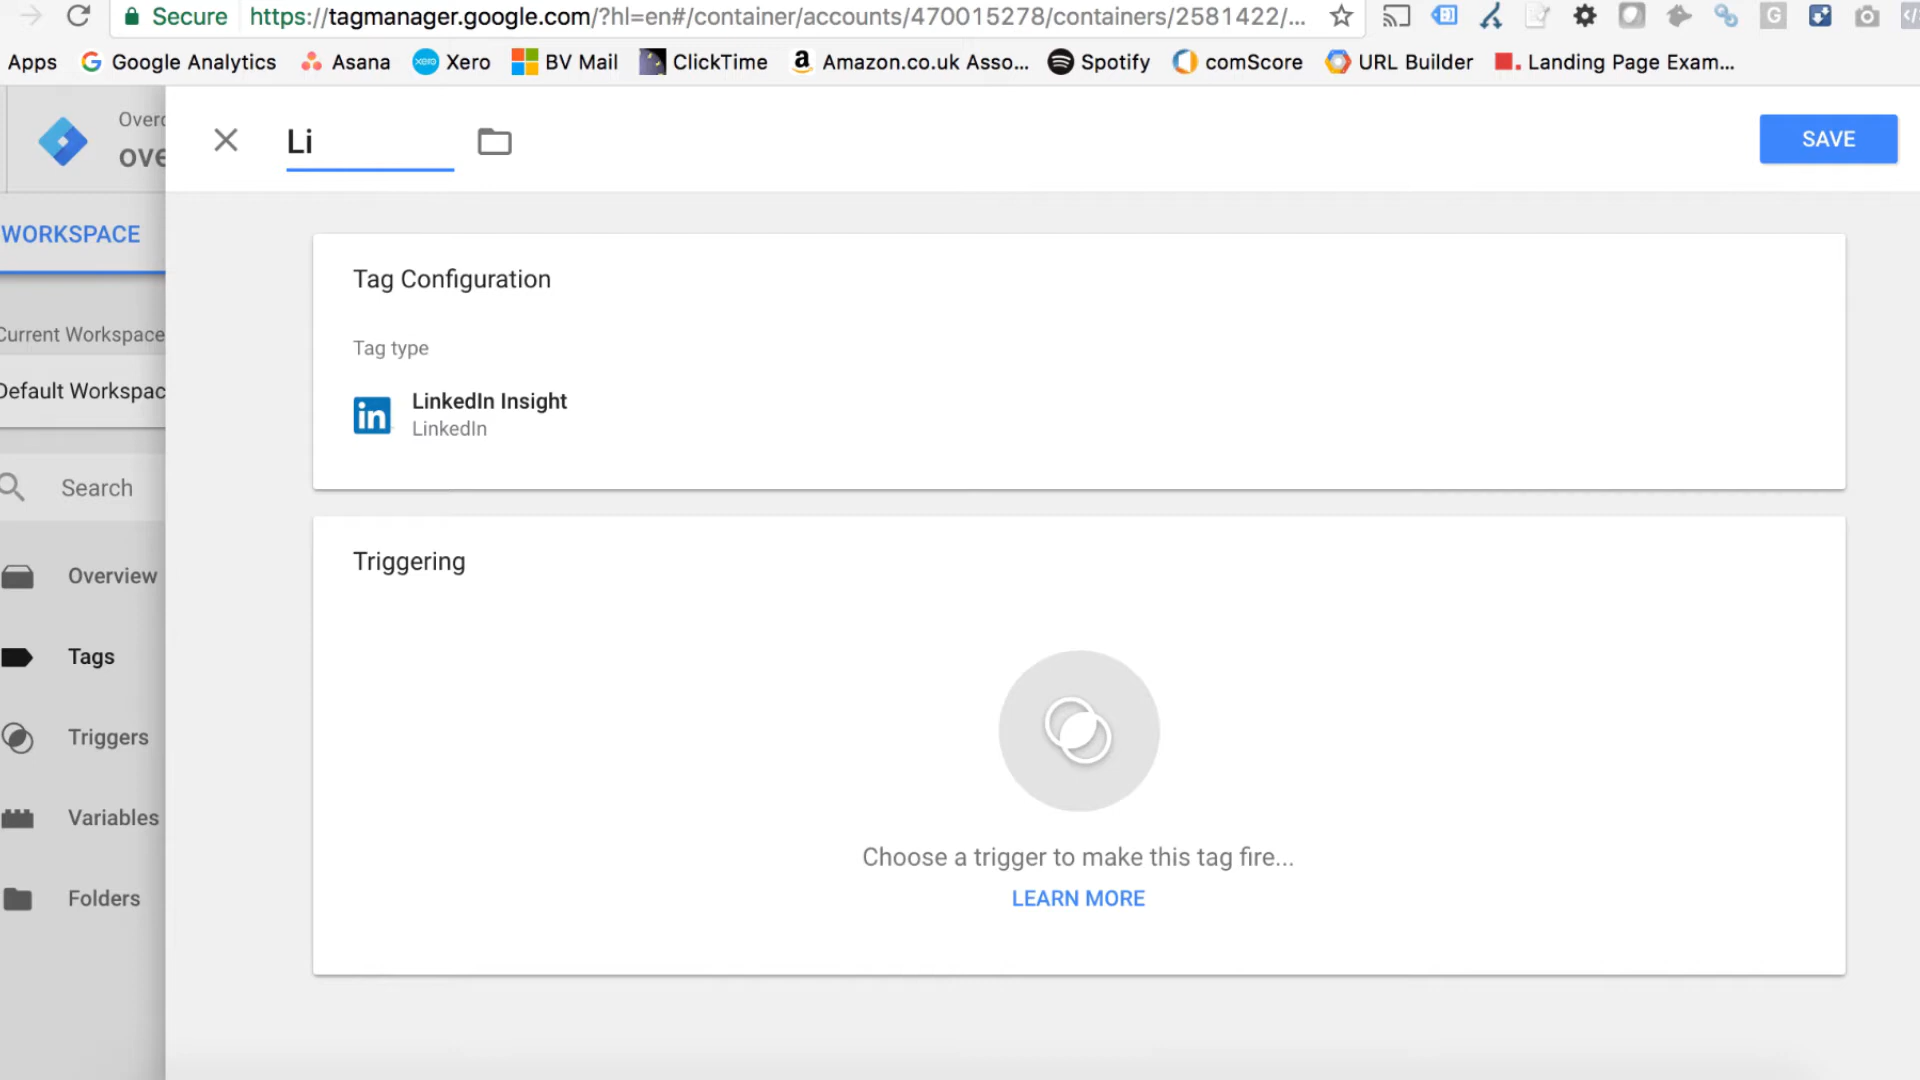 Secure https://tagmanager.google.com/?hl=en#/container/accounts/470015278/containers/2581422/...
Apps Google Analytics Asana Xero BV Mail ClickTime Amazon.co.uk Asso... Spotify comScore URL Builder Landing Page Exam...
Li
SAVE
WORKSPACE
Tag Configuration
Current Workspace
Tag type
LinkedIn Insight
LinkedIn
Search
Triggering
Overview
Tags
Triggers
Variables
Folders
Choose a trigger to make this tag fire...
LEARN MORE